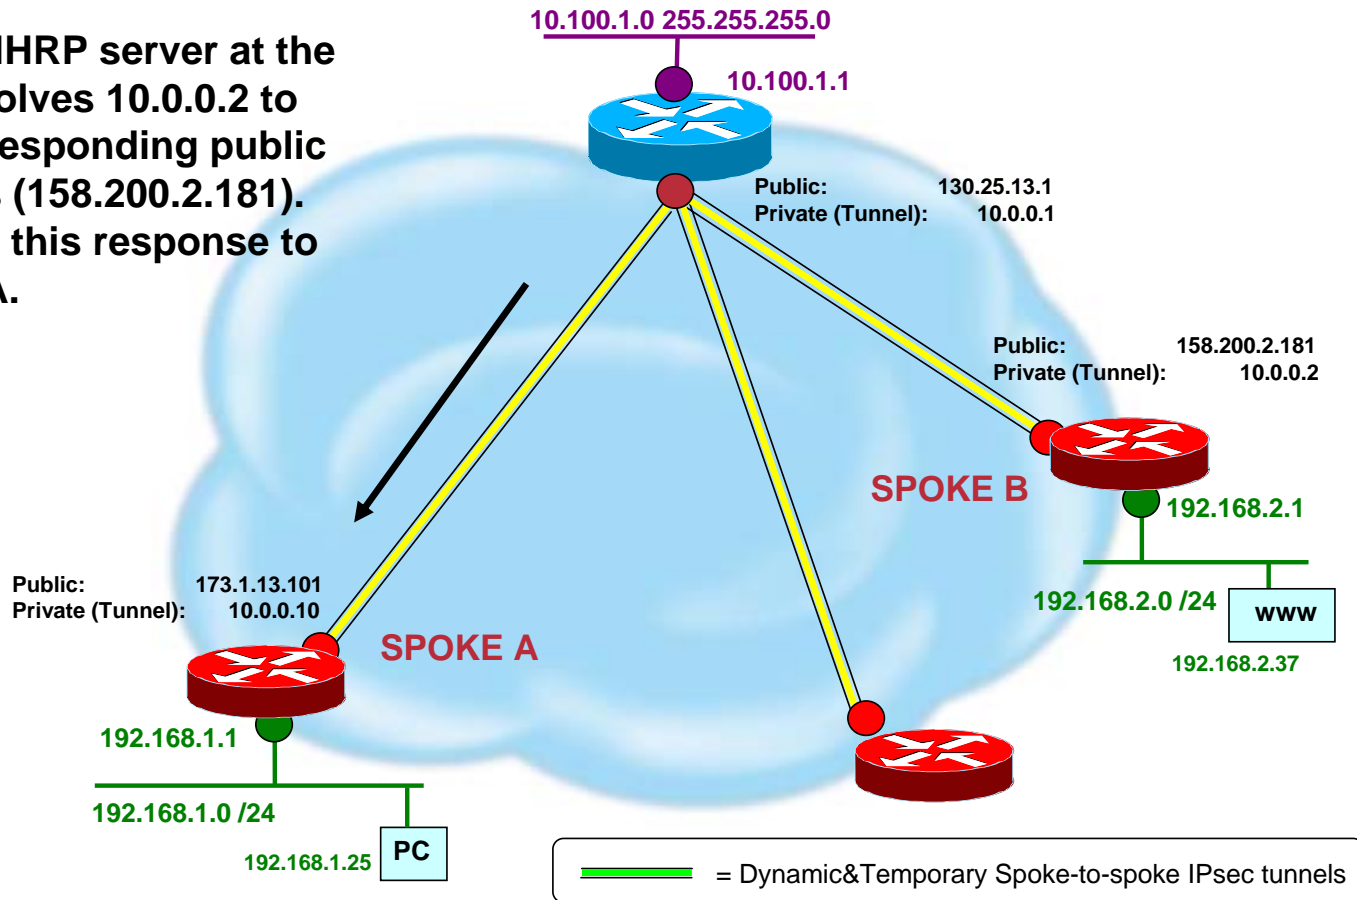 10.100.1.0 255.255.255.0
IHRP server at the
olves 10.0.0.2 to
responding public
(158.200.2.181).
this response to
A.
10.100.1.1
Public: 130.25.13.1
Private (Tunnel): 10.0.0.1
Public: 158.200.2.181
Private (Tunnel): 10.0.0.2
SPOKE B
192.168.2.1
192.168.2.0 /24
www
192.168.2.37
Public: 173.1.13.101
Private (Tunnel): 10.0.0.10
SPOKE A
192.168.1.1
192.168.1.0 /24
192.168.1.25
PC
= Dynamic&Temporary Spoke-to-spoke IPsec tunnels